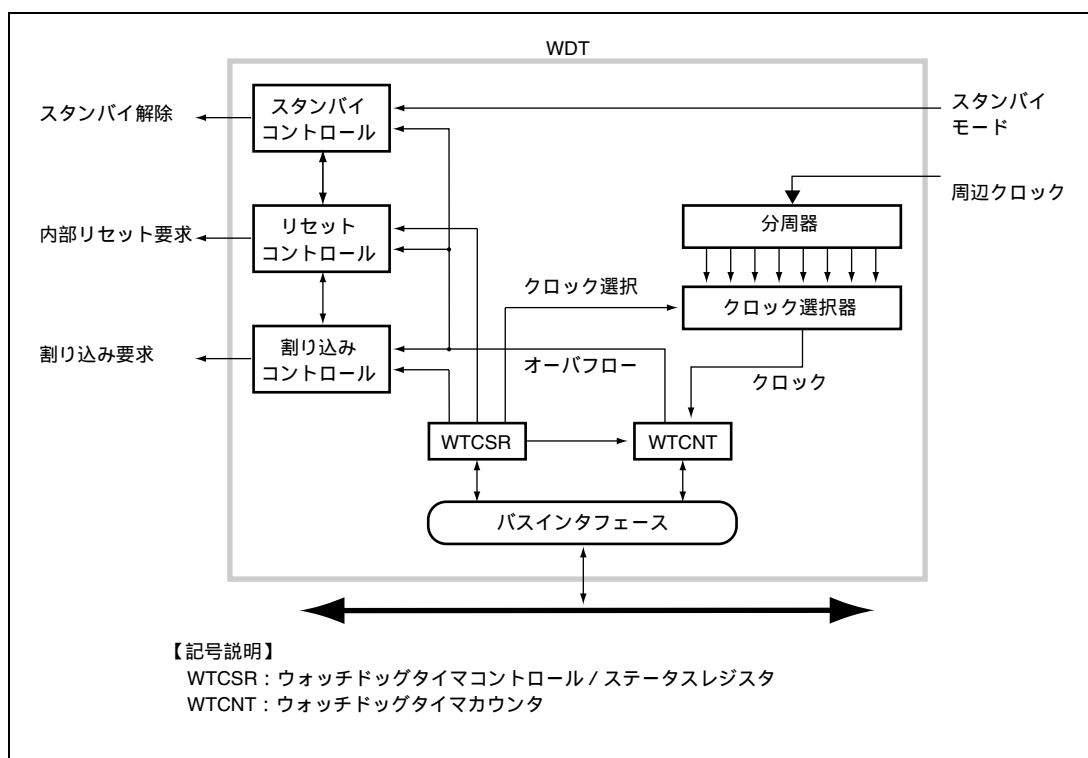 WDT
スタンバイ解除
スタンバイ
コントロール
スタンバイ
モード
周辺クロック
内部リセット要求
リセット
コントロール
分周器
クロック選択
クロック選択器
割り込み要求
割り込み
コントロール
オーバフロー
クロック
WTCSR
WTCNT
バスインタフェース
【記号説明】
WTCSR：ウォッチドッグタイマコントロール / ステータスレジスタ
WTCNT：ウォッチドッグタイマカウンタ